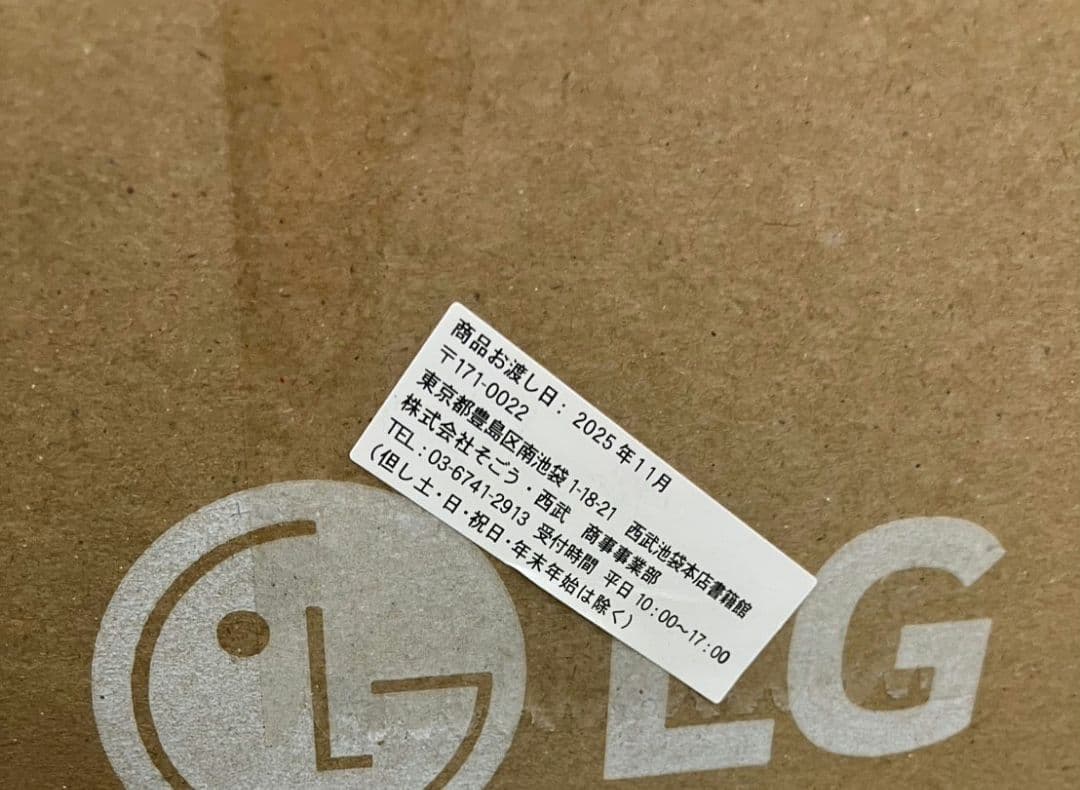 商品お渡し日: 2025年11月
〒171-0022
東京都豊島区南池袋1-18-21 西武池袋本店書籍館
株式会社そごう・西武 商事事業部
TEL:03-6741-2913 受付時間 平日10:00～17:00
(但し土・日・祝日・年末年始は除く)
LG